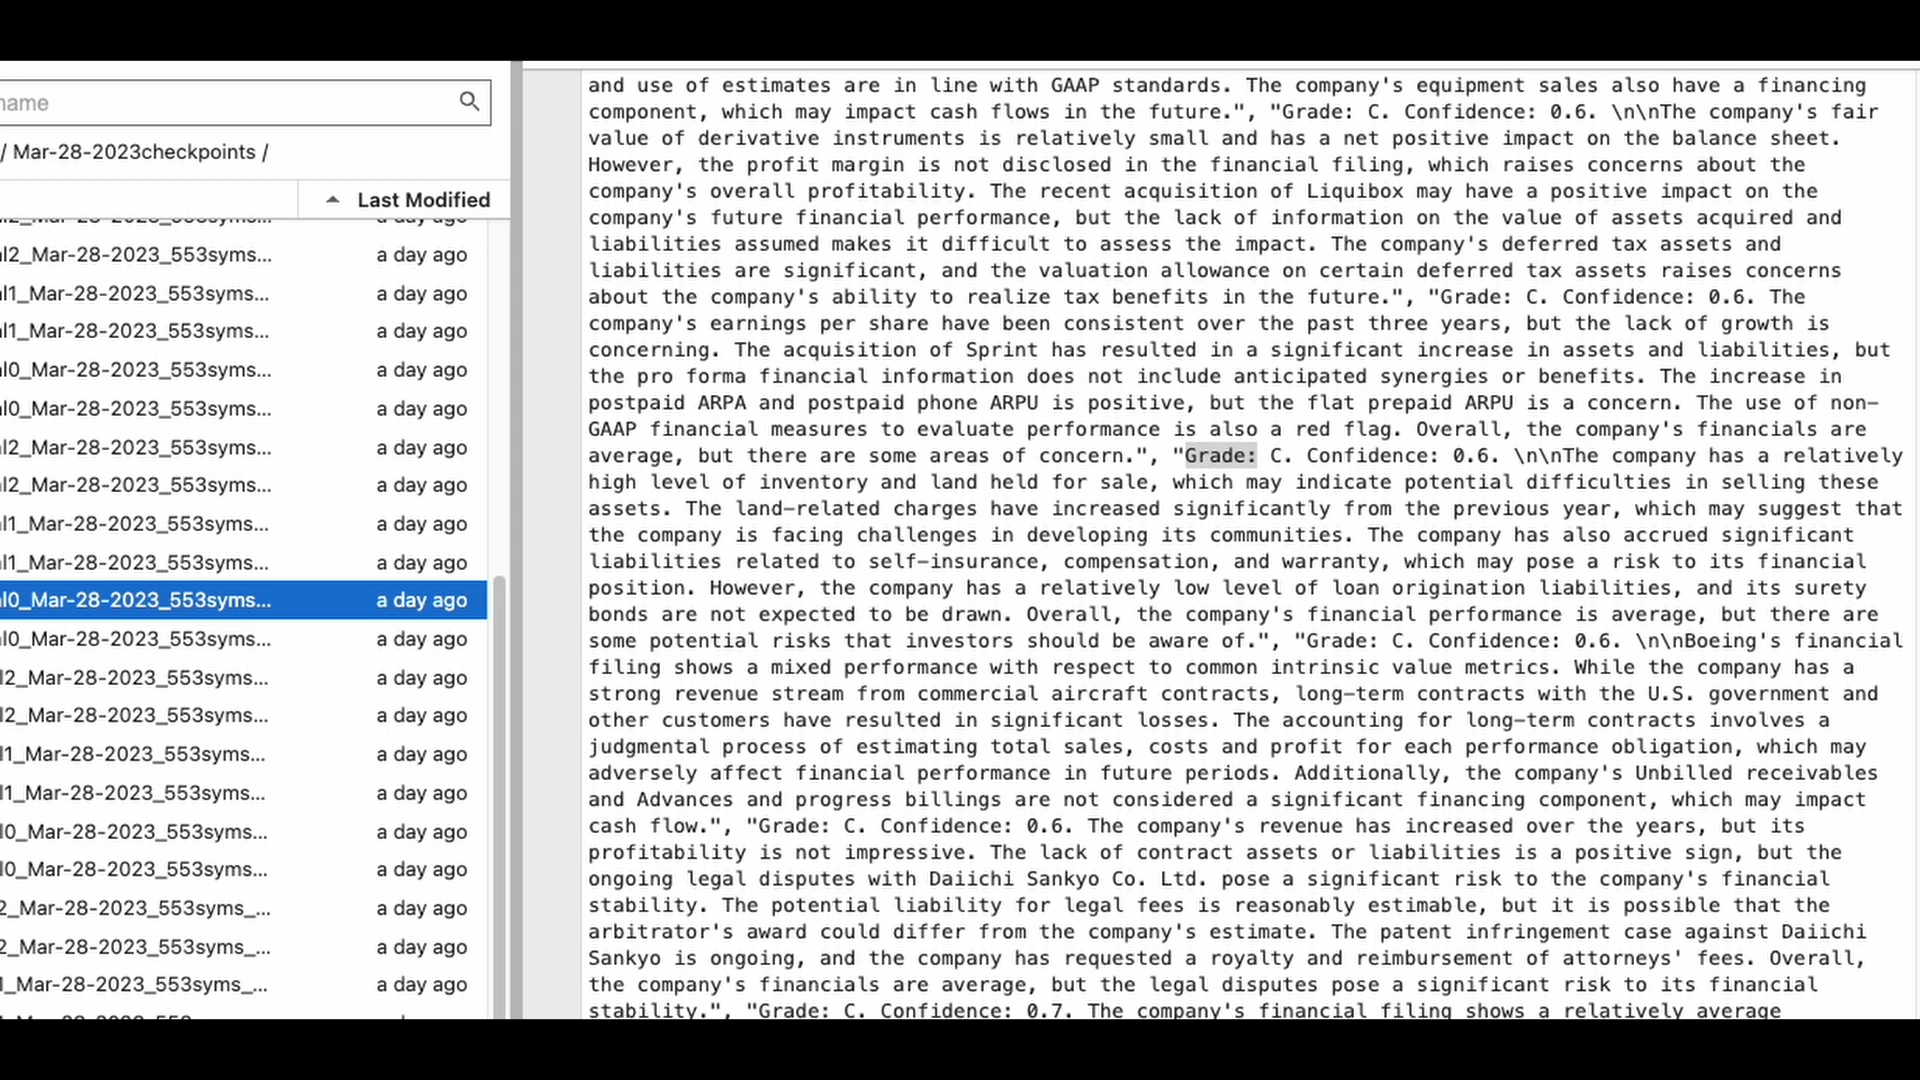 name
/ Mar-28-2023checkpoints /
Last Modified
a day ago
l2_Mar-28-2023_553syms... a day ago
l1_Mar-28-2023_553syms... a day ago
l1_Mar-28-2023_553syms... a day ago
l0_Mar-28-2023_553syms... a day ago
l0_Mar-28-2023_553syms... a day ago
l2_Mar-28-2023_553syms... a day ago
l2_Mar-28-2023_553syms... a day ago
l1_Mar-28-2023_553syms... a day ago
l1_Mar-28-2023_553syms... a day ago
l0_Mar-28-2023_553syms... a day ago
l0_Mar-28-2023_553syms... a day ago
l2_Mar-28-2023_553syms... a day ago
l2_Mar-28-2023_553syms... a day ago
l1_Mar-28-2023_553syms... a day ago
l1_Mar-28-2023_553syms... a day ago
l0_Mar-28-2023_553syms... a day ago
l0_Mar-28-2023_553syms... a day ago
2_Mar-28-2023_553syms_... a day ago
2_Mar-28-2023_553syms_... a day ago
_Mar-28-2023_553syms_... a day ago
and use of estimates are in line with GAAP standards. The company's equipment sales also have a financing
component, which may impact cash flows in the future.", "Grade: C. Confidence: 0.6. \n\nThe company's fair
value of derivative instruments is relatively small and has a net positive impact on the balance sheet.
However, the profit margin is not disclosed in the financial filing, which raises concerns about the
company's overall profitability. The recent acquisition of Liquibox may have a positive impact on the
company's future financial performance, but the lack of information on the value of assets acquired and
liabilities assumed makes it difficult to assess the impact. The company's deferred tax assets and
liabilities are significant, and the valuation allowance on certain deferred tax assets raises concerns
about the company's ability to realize tax benefits in the future.", "Grade: C. Confidence: 0.6. The
company's earnings per share have been consistent over the past three years, but the lack of growth is
concerning. The acquisition of Sprint has resulted in a significant increase in assets and liabilities, but
the pro forma financial information does not include anticipated synergies or benefits. The increase in
postpaid ARPA and postpaid phone ARPU is positive, but the flat prepaid ARPU is a concern. The use of non-
GAAP financial measures to evaluate performance is also a red flag. Overall, the company's financials are
average, but there are some areas of concern.", "Grade: C. Confidence: 0.6. \n\nThe company has a relatively
high level of inventory and land held for sale, which may indicate potential difficulties in selling these
assets. The land-related charges have increased significantly from the previous year, which may suggest that
the company is facing challenges in developing its communities. The company has also accrued significant
liabilities related to self-insurance, compensation, and warranty, which may pose a risk to its financial
position. However, the company has a relatively low level of loan origination liabilities, and its surety
bonds are not expected to be drawn. Overall, the company's financial performance is average, but there are
some potential risks that investors should be aware of.", "Grade: C. Confidence: 0.6. \n\nBoeing's financial
filing shows a mixed performance with respect to common intrinsic value metrics. While the company has a
strong revenue stream from commercial aircraft contracts, long-term contracts with the U.S. government and
other customers have resulted in significant losses. The accounting for long-term contracts involves a
judgmental process of estimating total sales, costs and profit for each performance obligation, which may
adversely affect financial performance in future periods. Additionally, the company's Unbilled receivables
and Advances and progress billings are not considered a significant financing component, which may impact
cash flow.", "Grade: C. Confidence: 0.6. The company's revenue has increased over the years, but its
profitability is not impressive. The lack of contract assets or liabilities is a positive sign, but the
ongoing legal disputes with Daiichi Sankyo Co. Ltd. pose a significant risk to the company's financial
stability. The potential liability for legal fees is reasonably estimable, but it is possible that the
arbitrator's award could differ from the company's estimate. The patent infringement case against Daiichi
Sankyo is ongoing, and the company has requested a royalty and reimbursement of attorneys' fees. Overall,
the company's financials are average, but the legal disputes pose a significant risk to its financial
stability.", "Grade: C. Confidence: 0.7. The company's financial filing shows a relatively average